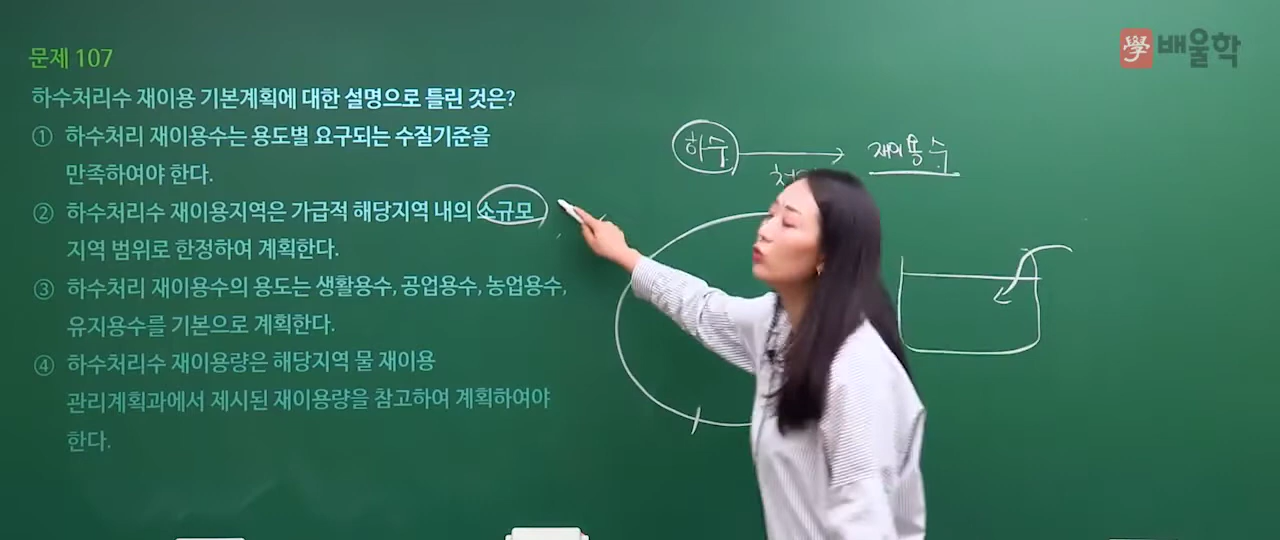 문제 107
하수처리수 재이용 기본계획에 대한 설명으로 틀린 것은?
① 하수처리 재이용수는 용도별 요구되는 수질기준을
만족하여야 한다.
② 하수처리수 재이용지역은 가급적 해당지역 내의 소규모
지역 범위로 한정하여 계획한다.
③ 하수처리 재이용수의 용도는 생활용수, 공업용수, 농업용수,
유지용수를 기본으로 계획한다.
④ 하수처리수 재이용량은 해당지역 물 재이용
관리계획과에서 제시된 재이용량을 참고하여 계획하여야
한다.
하수
재이용수
學 배울학